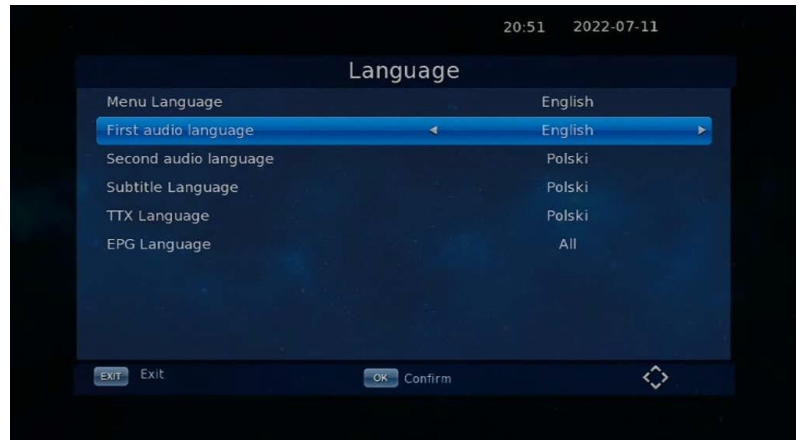 20:51 2022-07-11
Language
Menu Language English
First audio language English
Second audio language Polski
Subtitle Language Polski
TTX Language Polski
EPG Language All
EXIT Exit OK Confirm